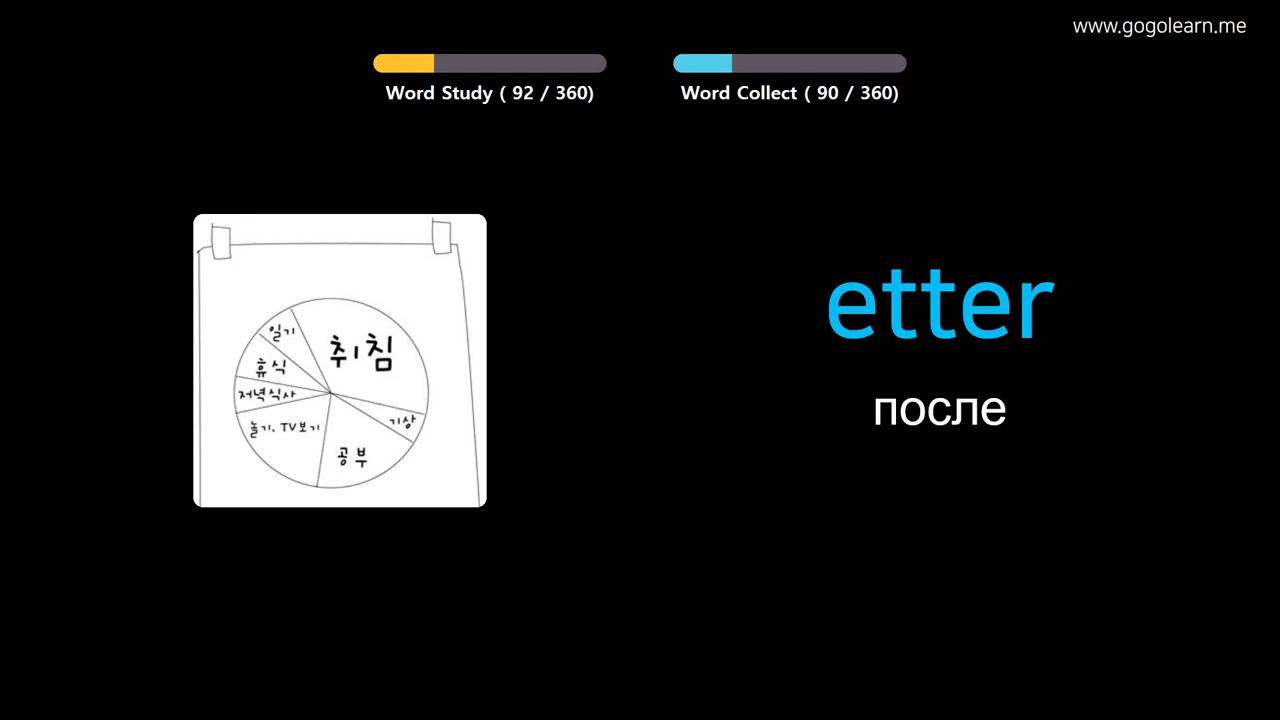 www.gogolearn.me
Word Study ( 92 / 360)
Word Collect ( 90 / 360)
일기
취침
휴식
저녁식사
기상
놀기. TV보기
공부
etter
после